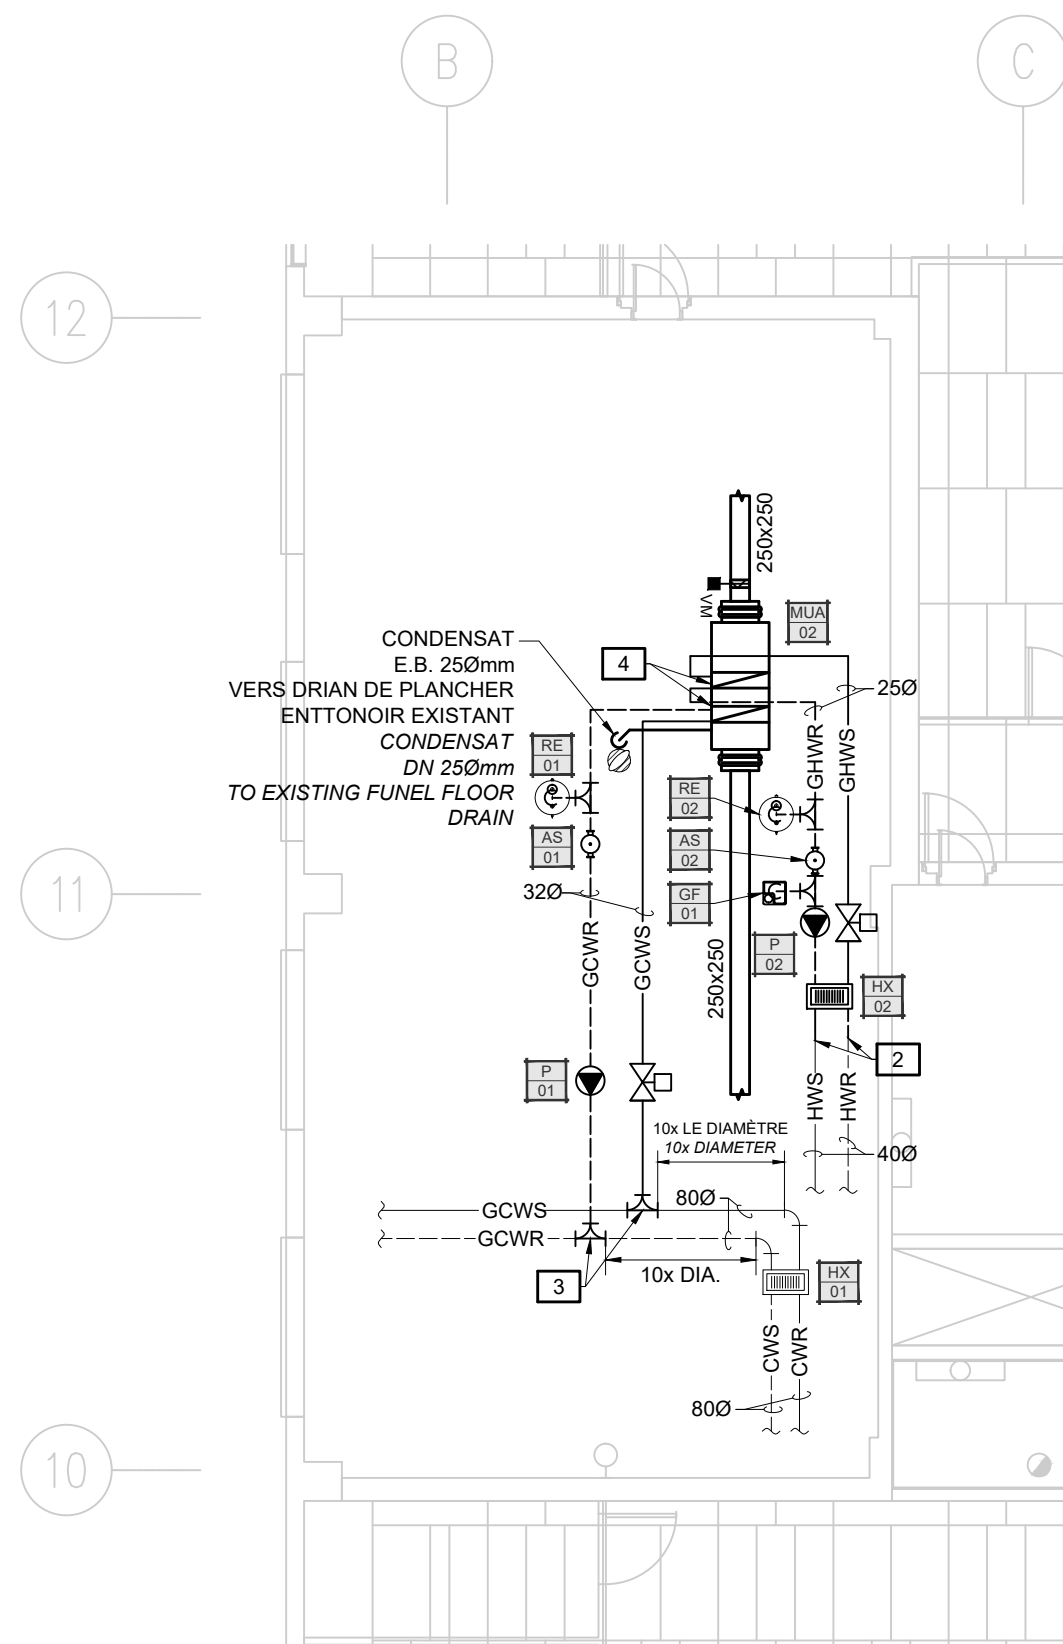 B
C
12
250x250
VM
MUA
02
CONDENSAT
E.B. 25Ømm
VERS DRIAN DE PLANCHER
ENTTONOIR EXISTANT
CONDENSAT
DN 25Ømm
TO EXISTING FUNEL FLOOR
DRAIN
4
25Ø
RE
01
GHWR
GHWS
RE
02
AS
01
AS
02
11
32Ø
GF
01
GCWR
GCWS
250x250
P
02
HX
02
P
01
2
HWS
HWR
10x LE DIAMÈTRE
10x DIAMETER
40Ø
GCWS
80Ø
GCWR
3
10x DIA.
HX
01
CWS
CWR
80Ø
10